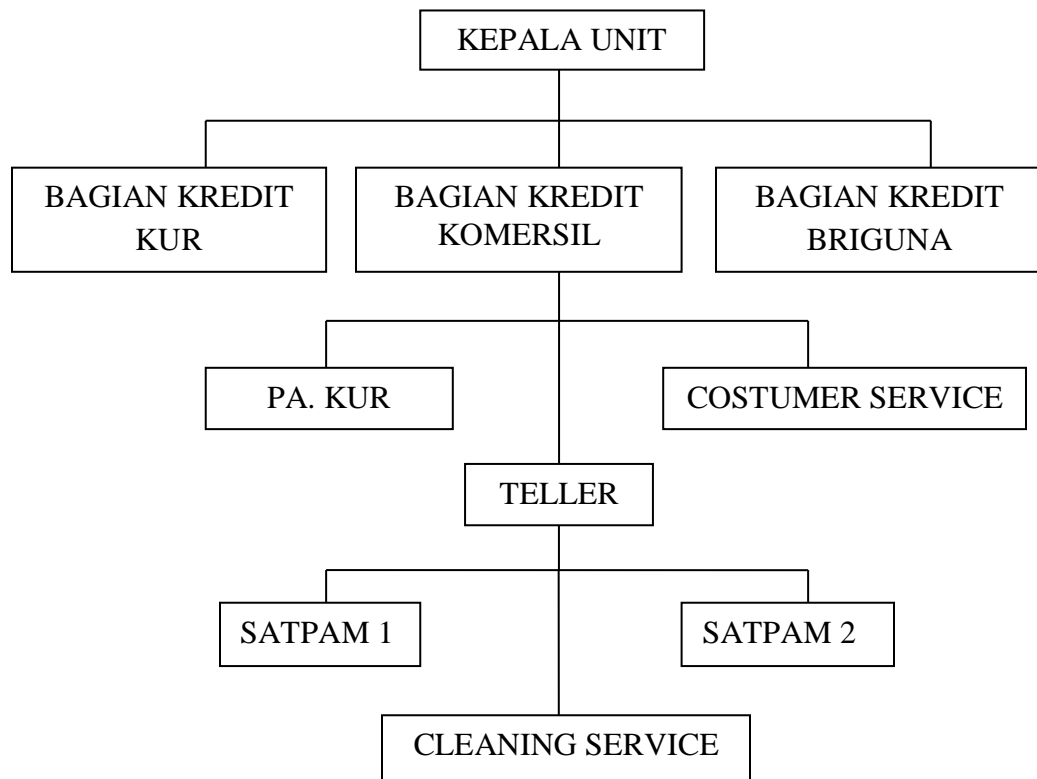 KEPALA UNIT
BAGIAN KREDIT
KUR
BAGIAN KREDIT
KOMERSIL
BAGIAN KREDIT
BRIGUNA
PA. KUR
COSTUMER SERVICE
TELLER
SATPAM 1
SATPAM 2
CLEANING SERVICE